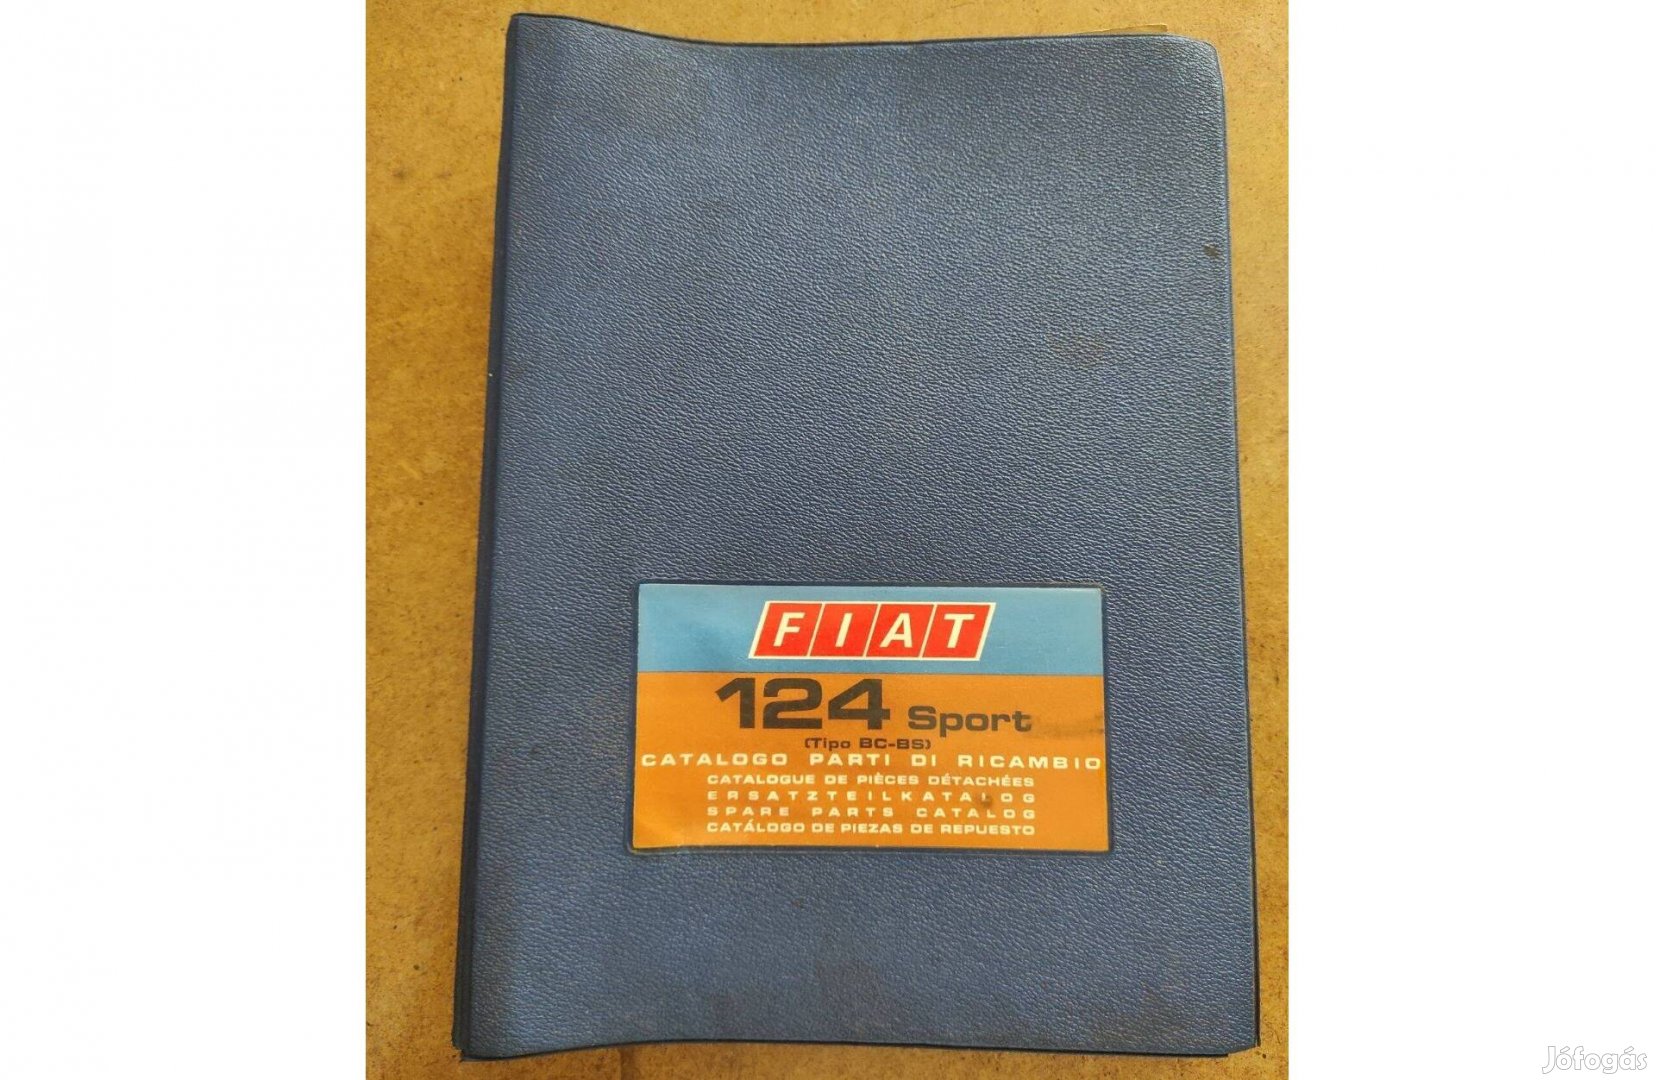 FIAT
124 Sport
(Tipo BC-BS)
CATALOGO PARTI DI RICAMBIO
CATALOGUE DE PIÈCES DÉTACHÉES
ERSATZTEILKATALOG
SPARE PARTS CATALOG
CATÁLOGO DE PIEZAS DE REPUESTO
Jófogás